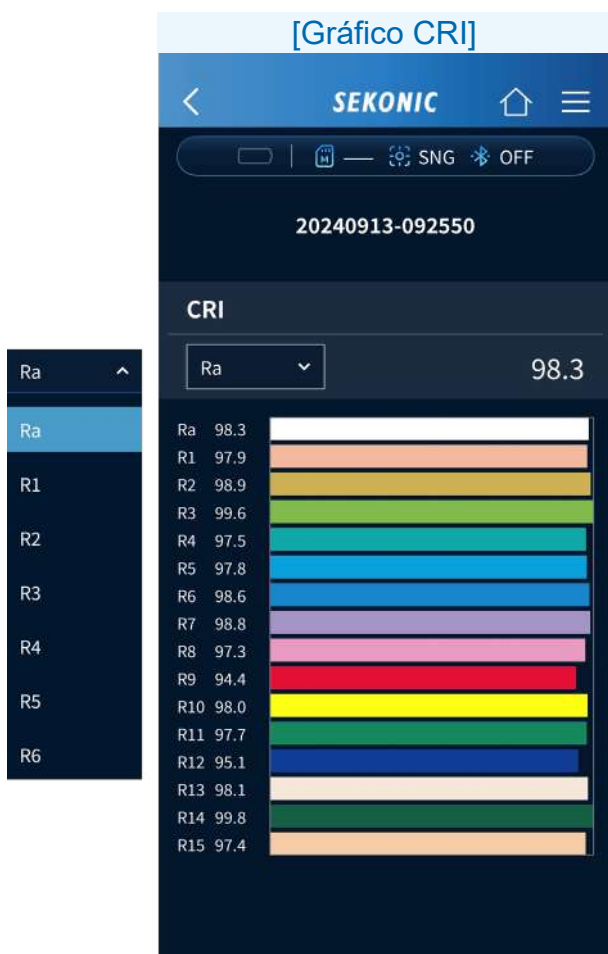 [Gráfico CRI]
SEKONIC
SNG OFF
20240913-092550
CRI
Ra 98.3
Ra
Ra
R1
R2
R3
R4
R5
R6
Ra 98.3
R1 97.9
R2 98.9
R3 99.6
R4 97.5
R5 97.8
R6 98.6
R7 98.8
R8 97.3
R9 94.4
R10 98.0
R11 97.7
R12 95.1
R13 98.1
R14 99.8
R15 97.4